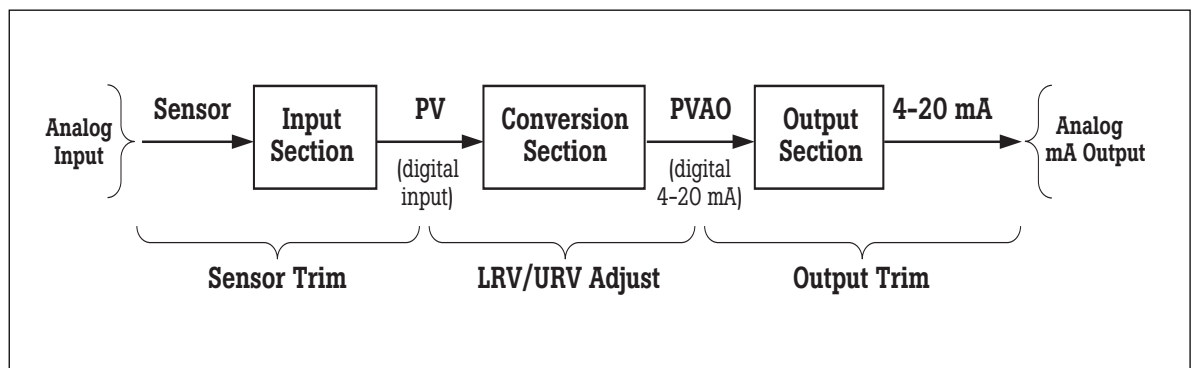 Analog
Input
Sensor
Input
Section
PV
(digital
input)
Conversion
Section
PVAO
(digital
4-20 mA)
Output
Section
4-20 mA
Analog
mA Output
Sensor Trim
LRV/URV Adjust
Output Trim